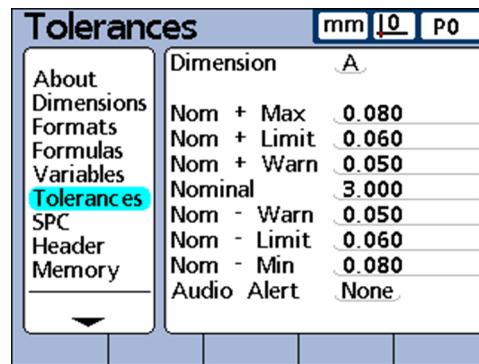 Tolerances
mm 0 P0
About
Dimensions
Formats
Formulas
Variables
Tolerances
SPC
Header
Memory
Dimension A
Nom + Max 0.080
Nom + Limit 0.060
Nom + Warn 0.050
Nominal 3.000
Nom - Warn 0.050
Nom - Limit 0.060
Nom - Min 0.080
Audio Alert None